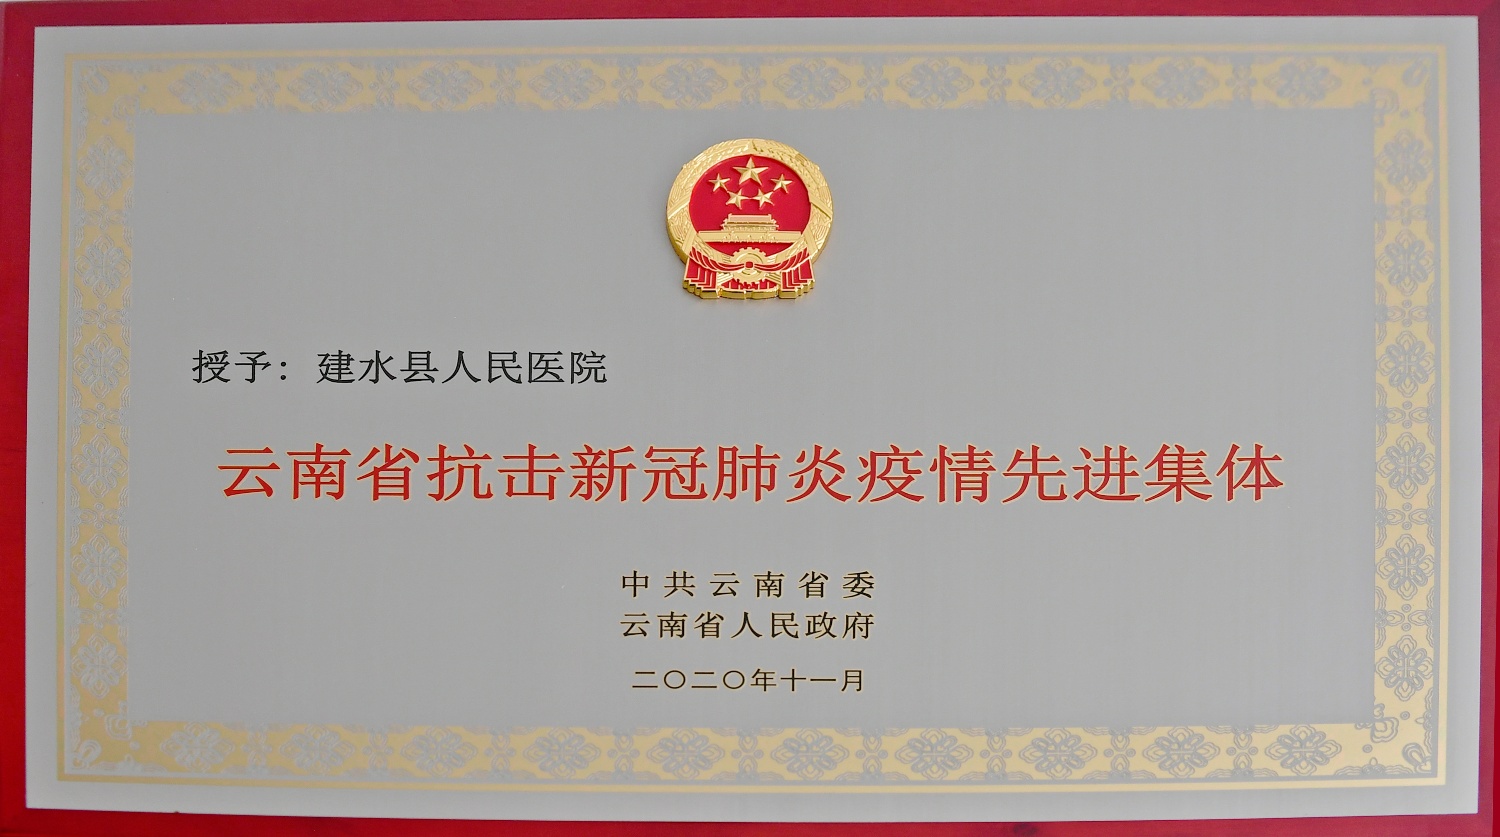 授予：建水县人民医院
云南省抗击新冠肺炎疫情先进集体
中共云南省委
云南省人民政府
二〇二〇年十一月